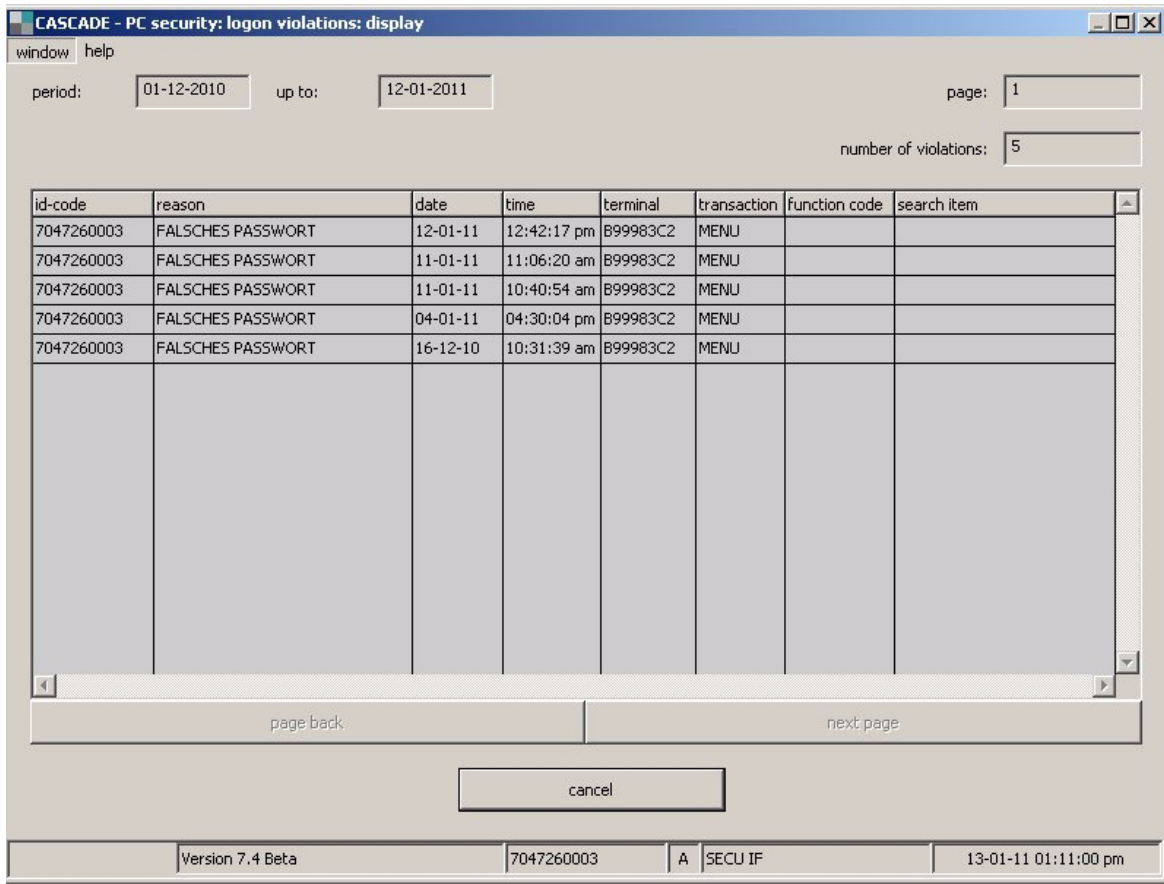 CASCADE - PC security: logon violations: display
window help
period: 01-12-2010 up to: 12-01-2011 page: 1
number of violations: 5
id-code reason date time terminal transaction function code search item
7047260003 FALSCHES PASSWORT 12-01-11 12:42:17 pm B99983C2 MENU
7047260003 FALSCHES PASSWORT 11-01-11 11:06:20 am B99983C2 MENU
7047260003 FALSCHES PASSWORT 11-01-11 10:40:54 am B99983C2 MENU
7047260003 FALSCHES PASSWORT 04-01-11 04:30:04 pm B99983C2 MENU
7047260003 FALSCHES PASSWORT 16-12-10 10:31:39 am B99983C2 MENU
page back next page
cancel
Version 7.4 Beta 7047260003 A SECU IF 13-01-11 01:11:00 pm